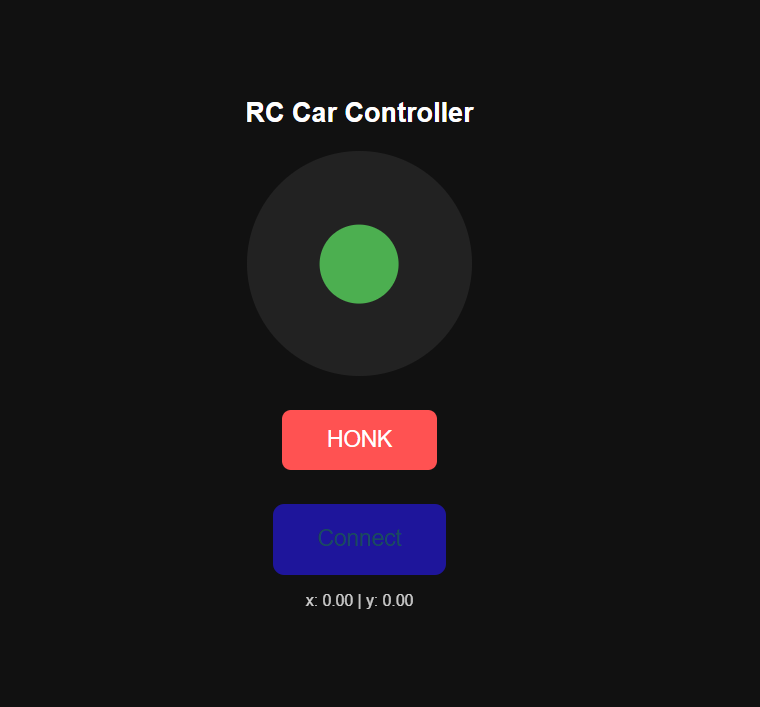 RC Car Controller
HONK
Connect
x: 0.00 | y: 0.00